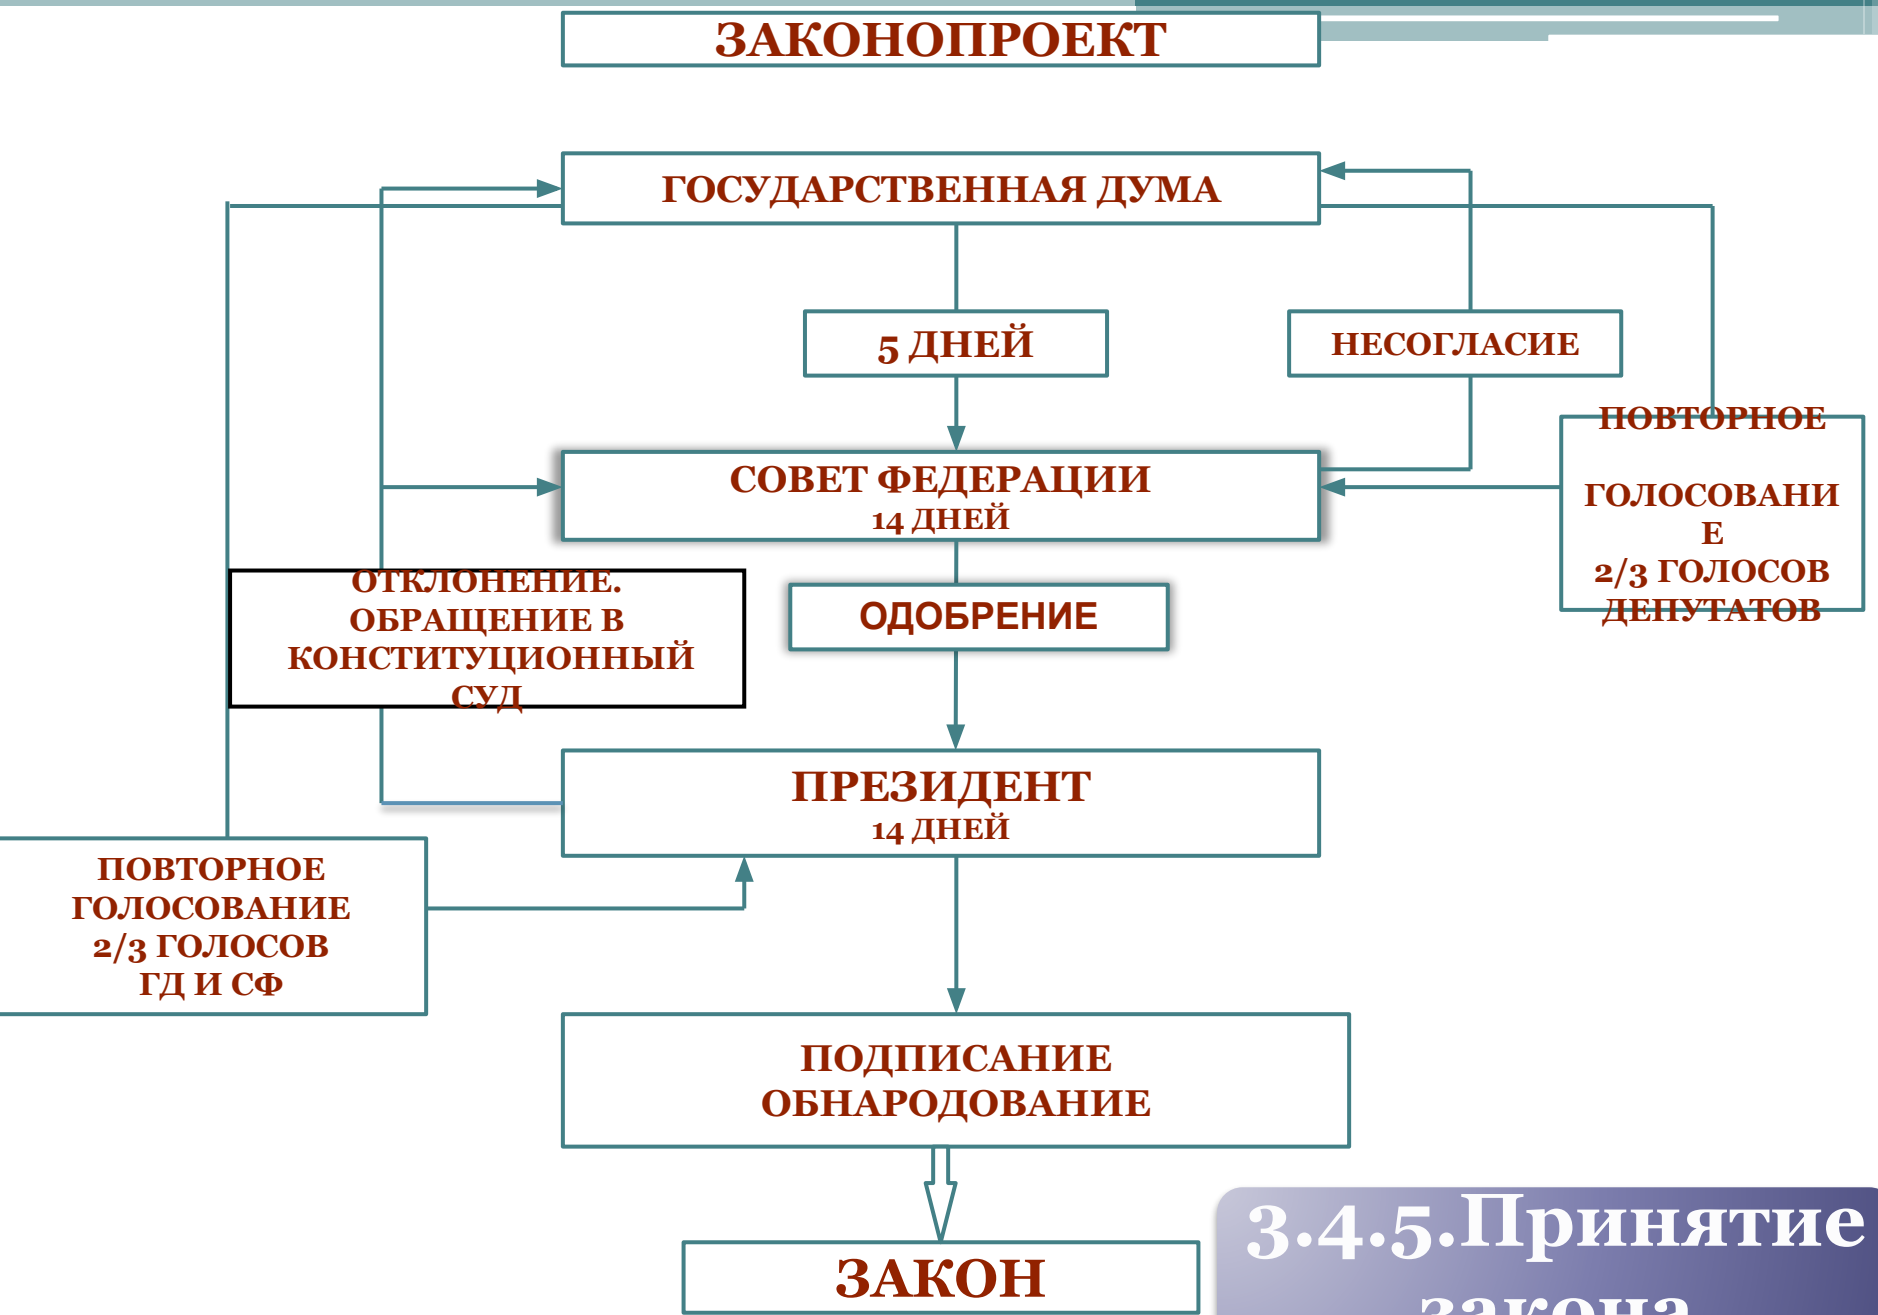 ЗАКОНОПРОЕКТ
ГОСУДАРСТВЕННАЯ ДУМА
5 ДНЕЙ
НЕСОГЛАСИЕ
ПОВТОРНОЕ
ГОЛОСОВАНИ
Е
2/3 ГОЛОСОВ
ДЕПУТАТОВ
СОВЕТ ФЕДЕРАЦИИ
14 ДНЕЙ
ОТКЛОНЕНИЕ.
ОБРАЩЕНИЕ В
КОНСТИТУЦИОННЫЙ
СУД
ОДОБРЕНИЕ
ПРЕЗИДЕНТ
14 ДНЕЙ
ПОВТОРНОЕ
ГОЛОСОВАНИЕ
2/3 ГОЛОСОВ
ГД И СФ
ПОДПИСАНИЕ
ОБНАРОДОВАНИЕ
ЗАКОН
3.4.5.Принятие
закона